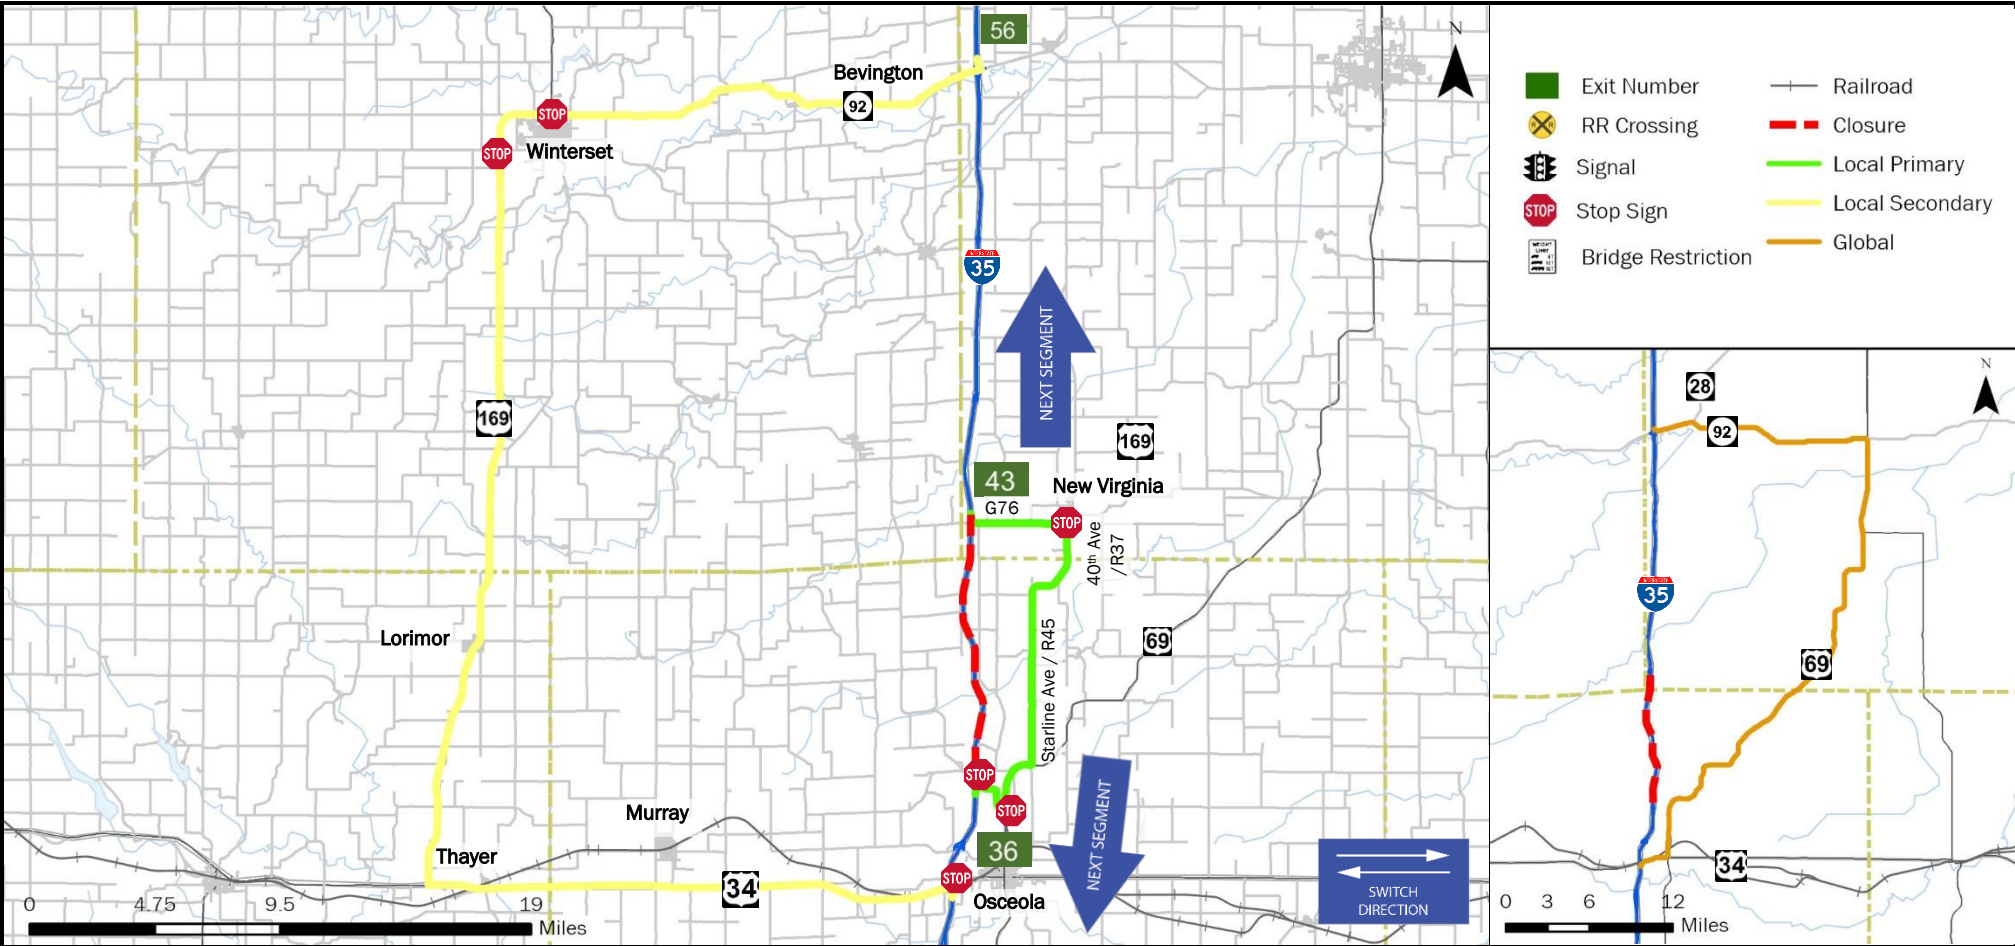 56
N
Bevington
92
STOP
Winterset
STOP
35
NEXT SEGMENT
169
169
43
New Virginia
G76
STOP
40th Ave
/R37
Lorimor
69
Starline Ave / R45
STOP
STOP
Murray
36
Thayer
NEXT SEGMENT
34
STOP
Osceola
0 4.75 9.5 19
Miles
SWITCH
DIRECTION
Exit Number
RR Crossing
Signal
STOP Stop Sign
WEIGHT
LIMIT
Bridge Restriction
Railroad
Closure
Local Primary
Local Secondary
Global
N
28
92
35
69
34
0 3 6 12
Miles